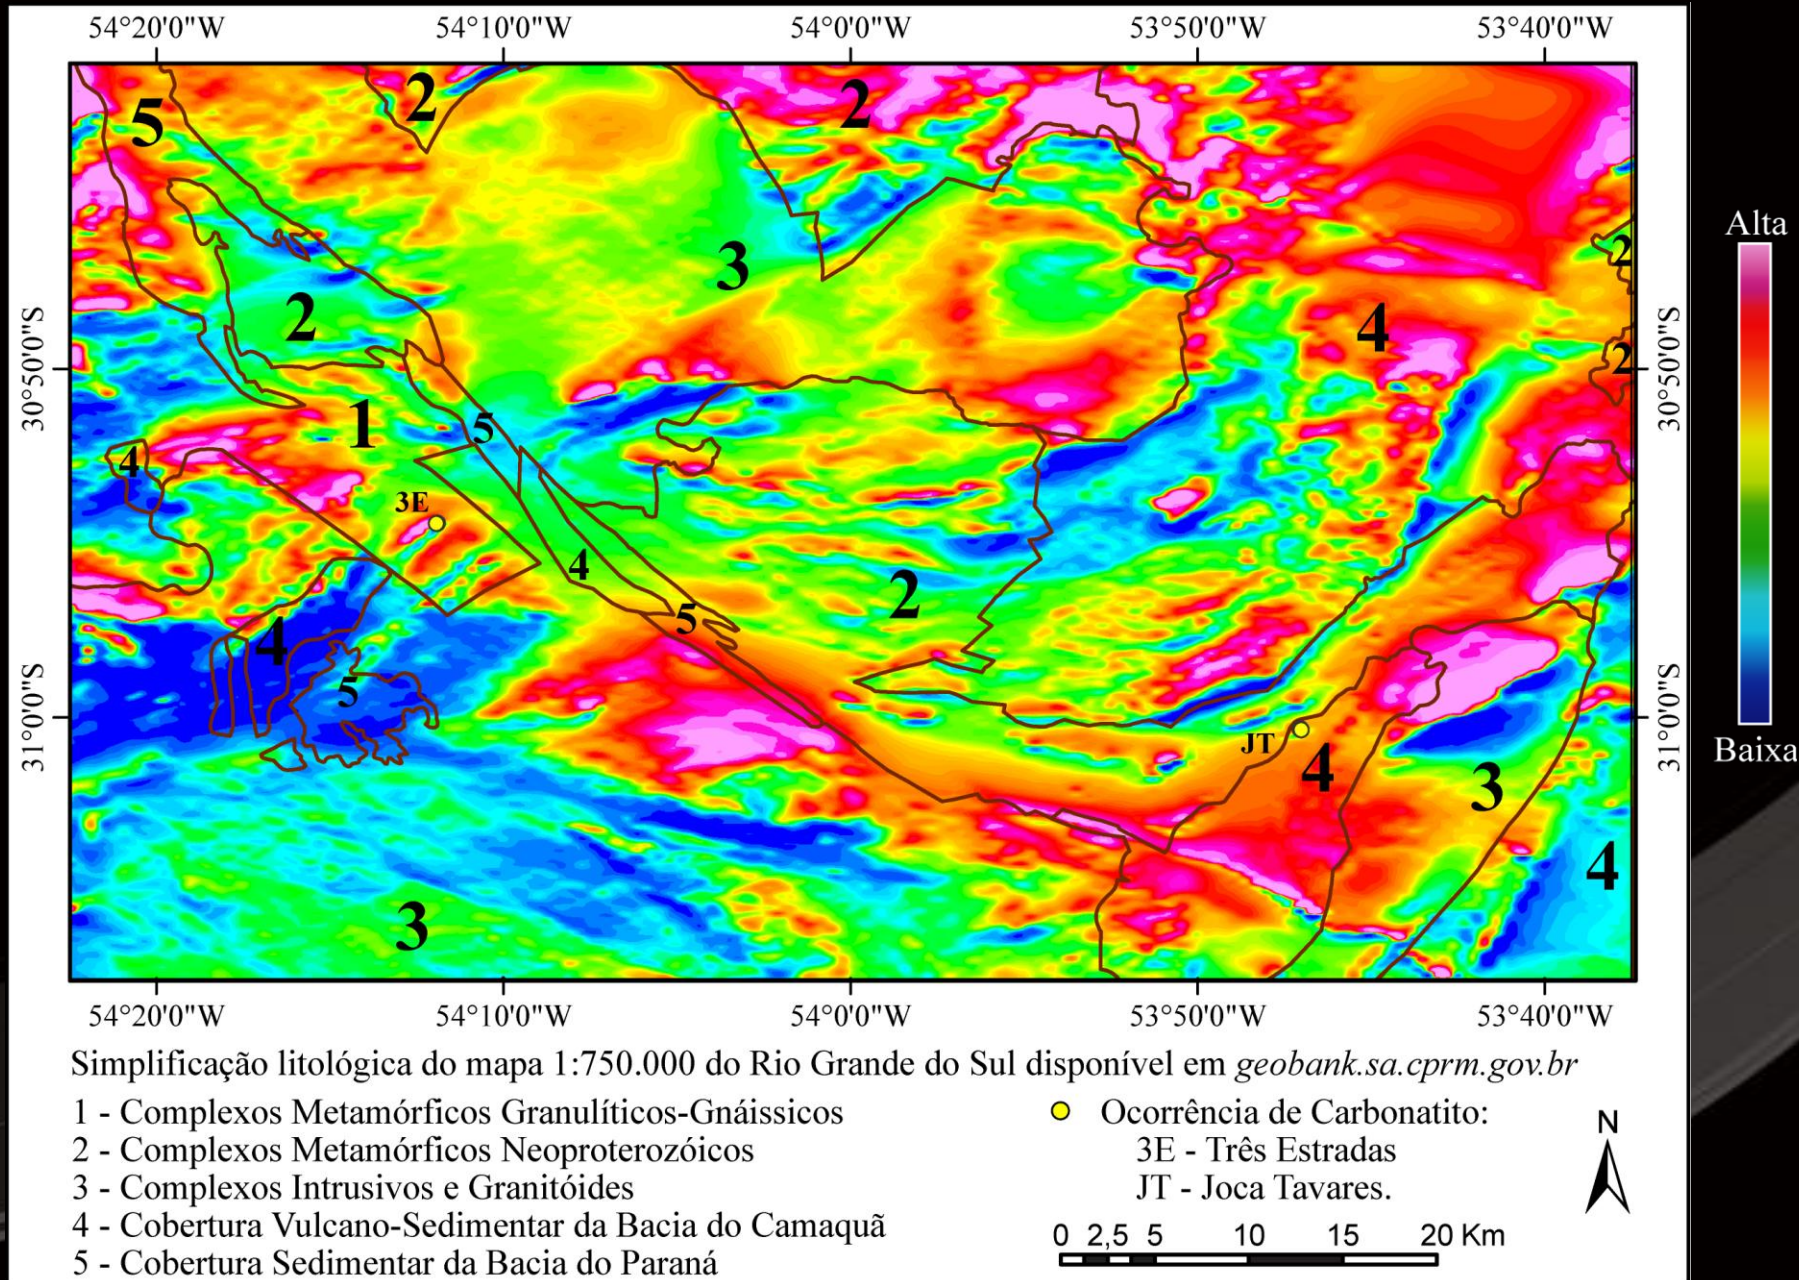 54°20'0"W 54°10'0"W 54°0'0"W 53°50'0"W 53°40'0"W
5 2 2
3 2
2 4
30°50'0"S 2 30°50'0"S
1 5
4
3E
4
2
5
4
5
31°0'0"S JT 4 31°0'0"S
3
4
3
Alta
Baixa
54°20'0"W 54°10'0"W 54°0'0"W 53°50'0"W 53°40'0"W
Simplificação litológica do mapa 1:750.000 do Rio Grande do Sul disponível em geobank.sa.cprm.gov.br
1 - Complexos Metamórficos Granulíticos-Gnáissicos
2 - Complexos Metamórficos Neoproterozóicos
3 - Complexos Intrusivos e Granitóides
4 - Cobertura Vulcano-Sedimentar da Bacia do Camaquã
5 - Cobertura Sedimentar da Bacia do Paraná
Ocorrência de Carbonatito:
3E - Três Estradas
JT - Joca Tavares.
N
0 2,5 5 10 15 20 Km